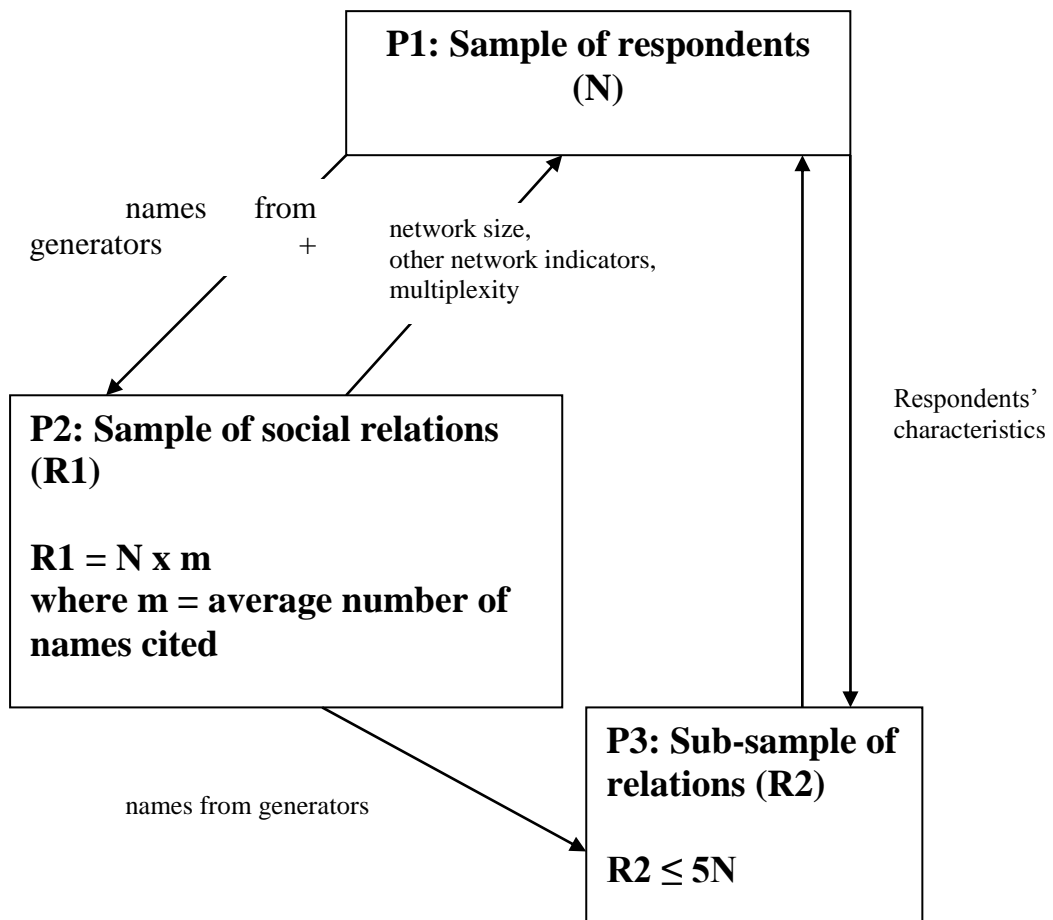 P1: Sample of respondents
(N)
names from
generators +
network size,
other network indicators,
multiplexity
P2: Sample of social relations
(R1)
R1 = N x m
where m = average number of
names cited
Respondents’
characteristics
names from generators
P3: Sub-sample of
relations (R2)
R2 ≤ 5N